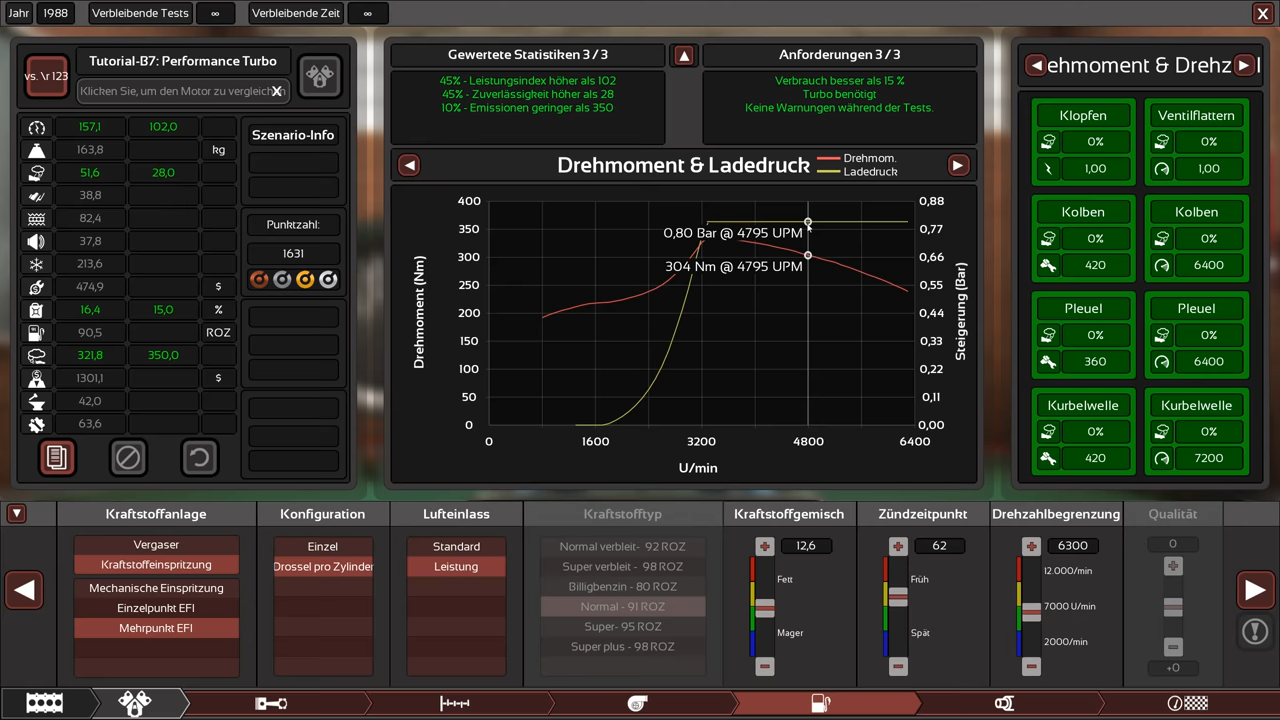 Jahr
1988
Verbleibende Tests
∞
Verbleibende Zeit
∞
X
vs. \r 123
Tutorial-B7: Performance Turbo
Klicken Sie, um den Motor zu vergleichen
X
157,1 102,0
163,8 kg
51,6 28,0
38,8
82,4
37,8
213,6
474,9 $
16,4 15,0 %
90,5 ROZ
321,8 350,0
1301,1 $
42,0
63,6
Szenario-Info
Punktzahl:
1631
Gewertete Statistiken 3 / 3
45% - Leistungsindex höher als 102
45% - Zuverlässigkeit höher als 28
10% - Emissionen geringer als 350
Anforderungen 3 / 3
Verbrauch besser als 15 %
Turbo benötigt
Keine Warnungen während der Tests.
Drehmoment & Ladedruck
Drehmom.
Ladedruck
400
350
300
250
200
150
100
50
0
Drehmoment (Nm)
0,80 Bar @ 4795 UPM
304 Nm @ 4795 UPM
0,88
0,77
0,66
0,55
0,44
0,33
0,22
0,11
0,00
Steigerung (Bar)
0 1600 3200 4800 6400
U/min
ehmoment & Drehz
Klopfen
0%
1,00
Ventilflattern
0%
1,00
Kolben
0%
420
Kolben
0%
6400
Pleuel
0%
360
Pleuel
0%
6400
Kurbelwelle
0%
420
Kurbelwelle
0%
7200
Kraftstoffanlage
Vergaser
Kraftstoffeinspritzung
Mechanische Einspritzung
Einzelpunkt EFI
Mehrpunkt EFI
Konfiguration
Einzel
Drossel pro Zylinder
Lufteinlass
Standard
Leistung
Kraftstofftyp
Normal verbleit- 92 ROZ
Super verbleit - 98 ROZ
Billigbenzin - 80 ROZ
Normal - 91 ROZ
Super- 95 ROZ
Super plus - 98 ROZ
Kraftstoffgemisch
12,6
Fett
Mager
Zündzeitpunkt
62
Früh
Spät
Drehzahlbegrenzung
6300
12.000/min
7000 U/min
2000/min
Qualität
0
+0